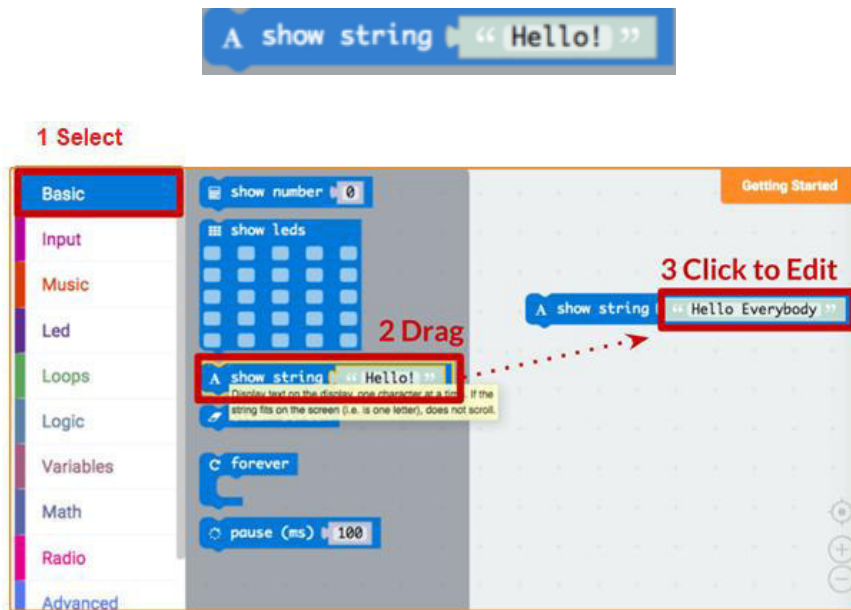 A show string “ Hello! ”
1 Select
Basic
Input
Music
Led
Loops
Logic
Variables
Math
Radio
Advanced
show number 0
show leds
2 Drag
A show string “ Hello! ”
Display text on the display, one character at a time. If the
string fits on the screen (i.e. is one letter), does not scroll.
forever
pause (ms) 100
Getting Started
3 Click to Edit
A show string “ Hello Everybody ”